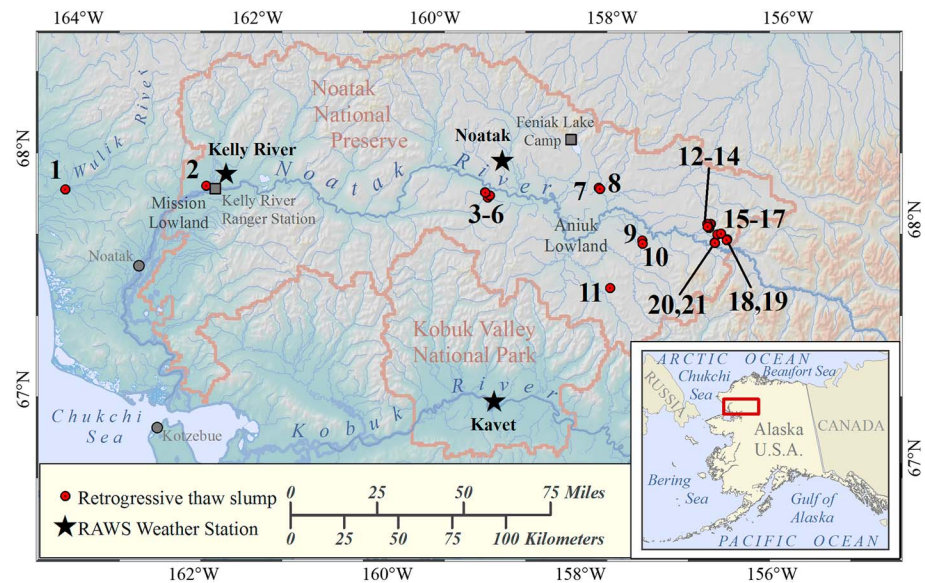 164°W 162°W 160°W 158°W 156°W
68°N
68°N
67°N
67°N
Noatak
National
Preserve
Feniak Lake
Camp
Noatak
Kelly River
12-14
1
Wulik River
2
Noatak River
7
8
Mission
Lowland
Kelly River
Ranger Station
3-6
Aniuk
Lowland
15-17
9
10
Noatak
11
20,21
18,19
Kobuk Valley
National Park
Kobuk River
Kavet
Chukchi
Sea
Kotzebue
Retrogressive thaw slump
RAWS Weather Station
0 25 50 75 Miles
0 25 50 75 100 Kilometers
ARCTIC OCEAN
Chukchi
Sea
Beaufort Sea
RUSSIA
Alaska
U.S.A.
CANADA
Bering
Sea
Gulf of
Alaska
PACIFIC OCEAN
162°W 160°W 158°W 156°W